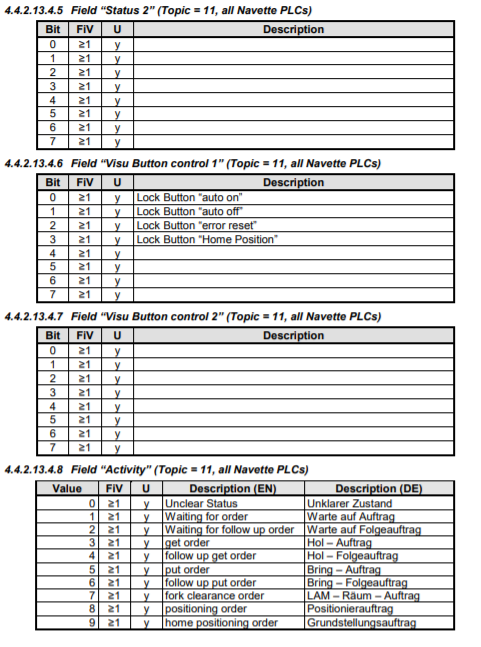 4.4.2.13.4.5 Field “Status 2” (Topic = 11, all Navette PLCs)
Bit FiV U Description
0 ≥1 y
1 ≥1 y
2 ≥1 y
3 ≥1 y
4 ≥1 y
5 ≥1 y
6 ≥1 y
7 ≥1 y
4.4.2.13.4.6 Field “Visu Button control 1” (Topic = 11, all Navette PLCs)
Bit FiV U Description
0 ≥1 y Lock Button “auto on”
1 ≥1 y Lock Button “auto off”
2 ≥1 y Lock Button “error reset”
3 ≥1 y Lock Button “Home Position”
4 ≥1 y
5 ≥1 y
6 ≥1 y
7 ≥1 y
4.4.2.13.4.7 Field “Visu Button control 2” (Topic = 11, all Navette PLCs)
Bit FiV U Description
0 ≥1 y
1 ≥1 y
2 ≥1 y
3 ≥1 y
4 ≥1 y
5 ≥1 y
6 ≥1 y
7 ≥1 y
4.4.2.13.4.8 Field “Activity” (Topic = 11, all Navette PLCs)
Value FiV U Description (EN) Description (DE)
0 ≥1 y Unclear Status Unklarer Zustand
1 ≥1 y Waiting for order Warte auf Auftrag
2 ≥1 y Waiting for follow up order Warte auf Folgeauftrag
3 ≥1 y get order Hol – Auftrag
4 ≥1 y follow up get order Hol – Folgeauftrag
5 ≥1 y put order Bring – Auftrag
6 ≥1 y follow up put order Bring – Folgeauftrag
7 ≥1 y fork clearance order LAM – Räum – Auftrag
8 ≥1 y positioning order Positionierauftrag
9 ≥1 y home positioning order Grundstellungsauftrag